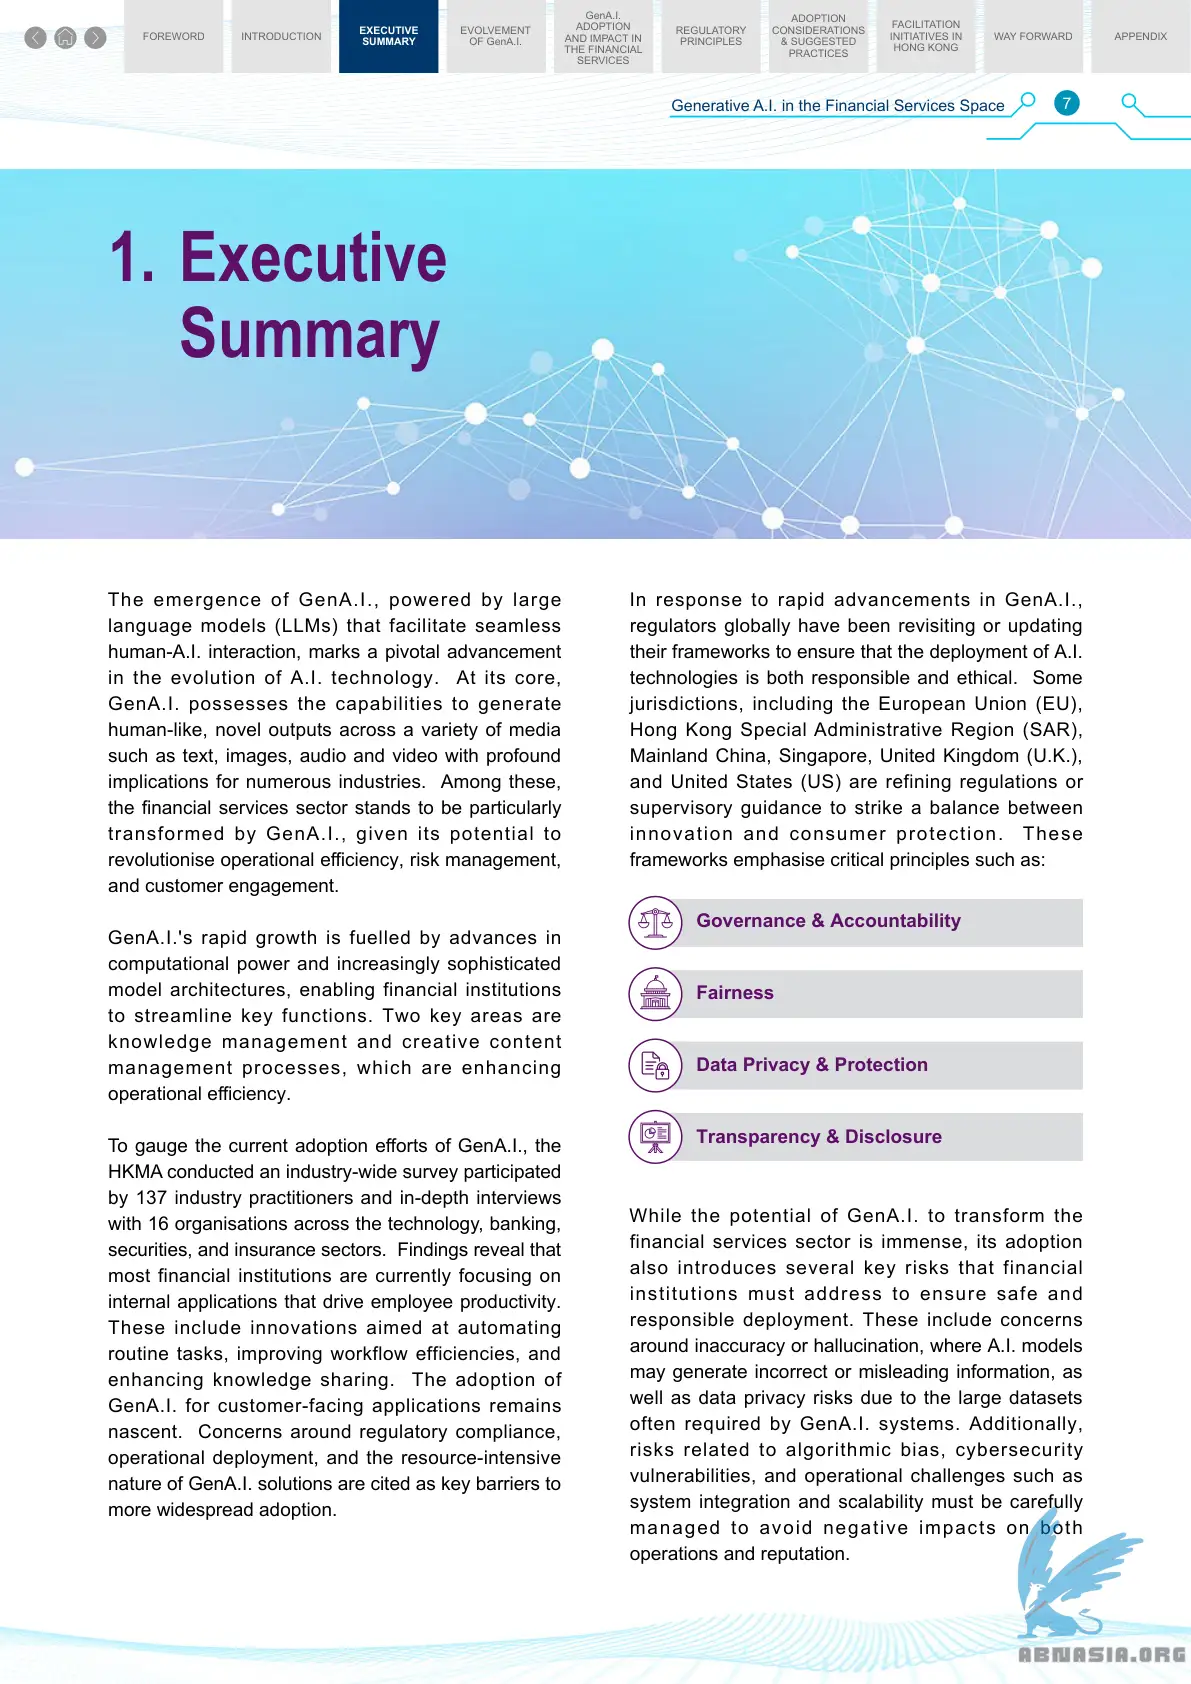 FOREWORD
INTRODUCTION
EXECUTIVE
SUMMARY
EVOLVEMENT
OF GenA.I.
GenA.I.
ADOPTION
AND IMPACT IN
THE FINANCIAL
SERVICES
REGULATORY
PRINCIPLES
ADOPTION
CONSIDERATIONS
& SUGGESTED
PRACTICES
FACILITATION
INITIATIVES IN
HONG KONG
WAY FORWARD
APPENDIX
Generative A.I. in the Financial Services Space
7
1. Executive
Summary
The emergence of GenA.I., powered by large
language models (LLMs) that facilitate seamless
human-A.I. interaction, marks a pivotal advancement
in the evolution of A.I. technology. At its core,
GenA.I. possesses the capabilities to generate
human-like, novel outputs across a variety of media
such as text, images, audio and video with profound
implications for numerous industries. Among these,
the financial services sector stands to be particularly
transformed by GenA.I., given its potential to
revolutionise operational efficiency, risk management,
and customer engagement.
GenA.I.'s rapid growth is fuelled by advances in
computational power and increasingly sophisticated
model architectures, enabling financial institutions
to streamline key functions. Two key areas are
knowledge management and creative content
management processes, which are enhancing
operational efficiency.
To gauge the current adoption efforts of GenA.I., the
HKMA conducted an industry-wide survey participated
by 137 industry practitioners and in-depth interviews
with 16 organisations across the technology, banking,
securities, and insurance sectors. Findings reveal that
most financial institutions are currently focusing on
internal applications that drive employee productivity.
These include innovations aimed at automating
routine tasks, improving workflow efficiencies, and
enhancing knowledge sharing. The adoption of
GenA.I. for customer-facing applications remains
nascent. Concerns around regulatory compliance,
operational deployment, and the resource-intensive
nature of GenA.I. solutions are cited as key barriers to
more widespread adoption.
In response to rapid advancements in GenA.I.,
regulators globally have been revisiting or updating
their frameworks to ensure that the deployment of A.I.
technologies is both responsible and ethical. Some
jurisdictions, including the European Union (EU),
Hong Kong Special Administrative Region (SAR),
Mainland China, Singapore, United Kingdom (U.K.),
and United States (US) are refining regulations or
supervisory guidance to strike a balance between
innovation and consumer protection. These
frameworks emphasise critical principles such as:
Governance & Accountability
Fairness
Data Privacy & Protection
Transparency & Disclosure
While the potential of GenA.I. to transform the
financial services sector is immense, its adoption
also introduces several key risks that financial
institutions must address to ensure safe and
responsible deployment. These include concerns
around inaccuracy or hallucination, where A.I. models
may generate incorrect or misleading information, as
well as data privacy risks due to the large datasets
often required by GenA.I. systems. Additionally,
risks related to algorithmic bias, cybersecurity
vulnerabilities, and operational challenges such as
system integration and scalability must be carefully
managed to avoid negative impacts on both
operations and reputation.
ABNASIA.ORG